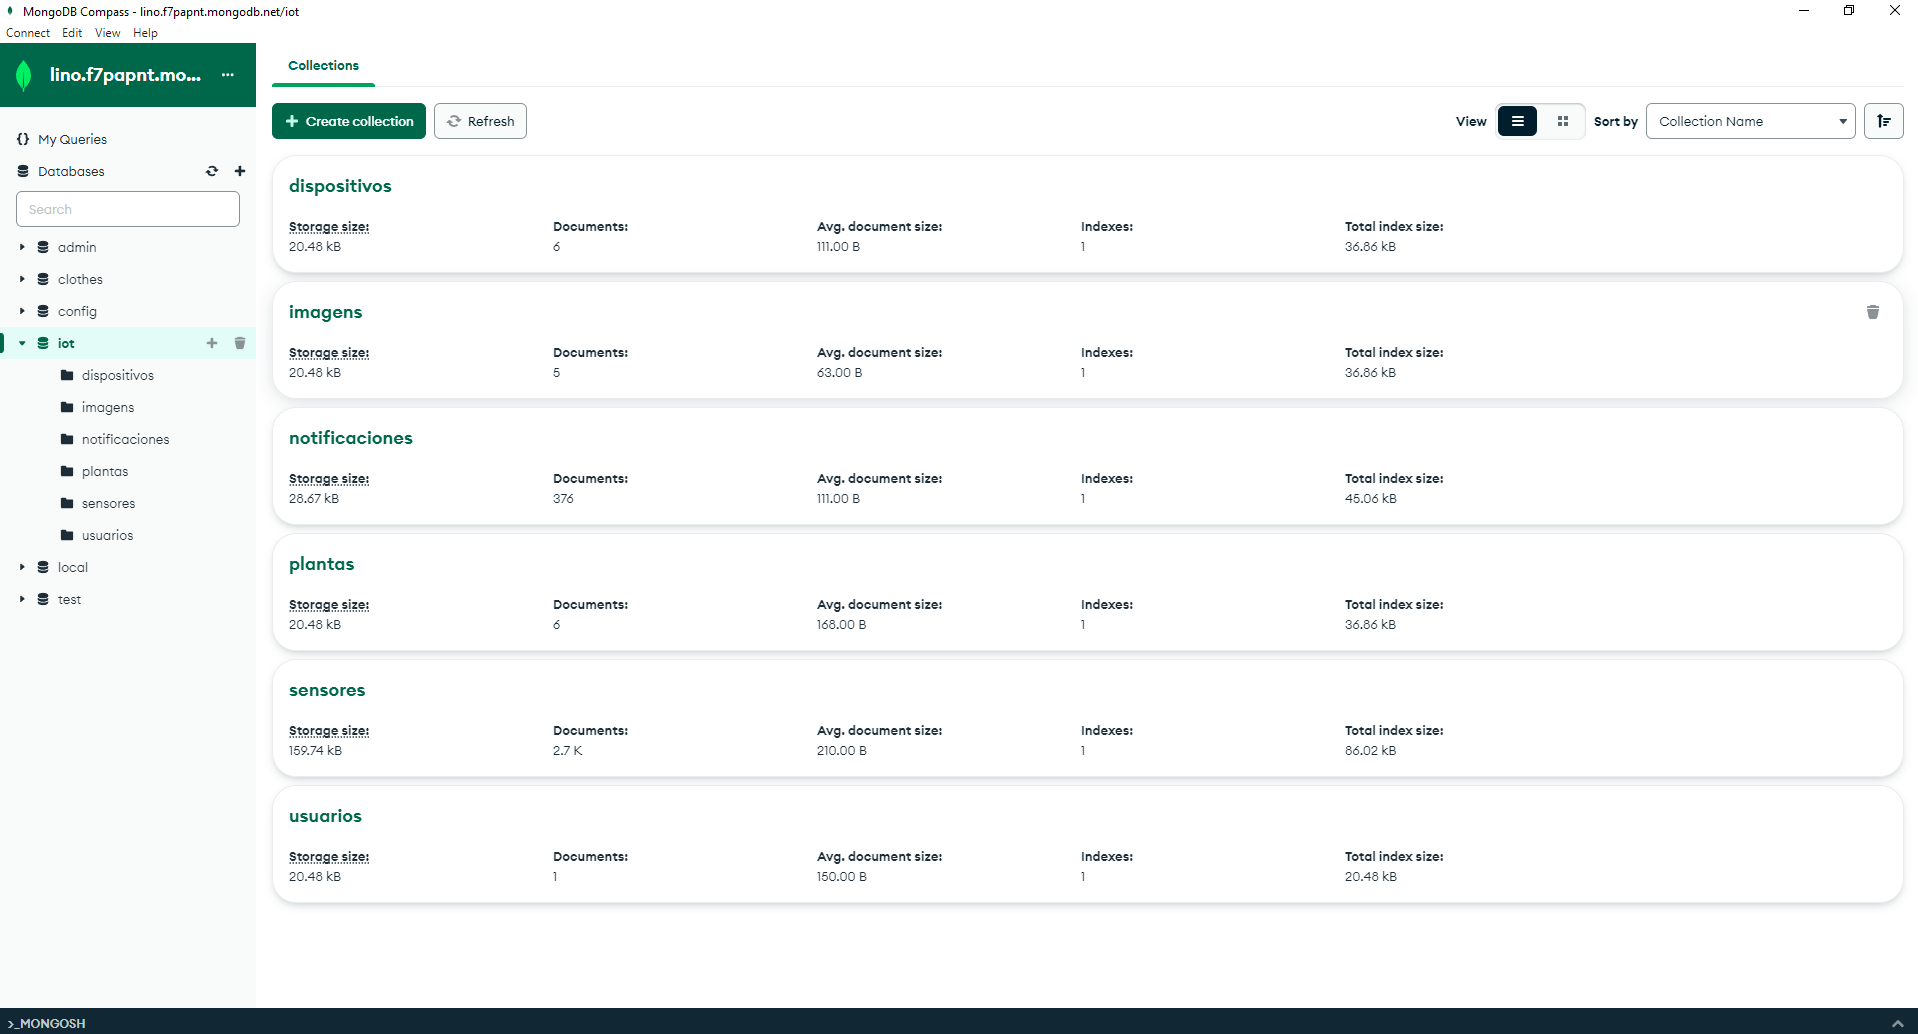 MongoDB Compass - lino.f7papnt.mongodb.net/iot
Connect Edit View Help
lino.f7papnt.mo... ...
Collections
Create collection Refresh View Sort by Collection Name
{} My Queries
Databases
Search
admin
clothes
config
iot
dispositivos
imagens
notificaciones
plantas
sensores
usuarios
local
test
dispositivos
Storage size: Documents: Avg. document size: Indexes: Total index size:
20.48 kB 6 111.00 B 1 36.86 kB
imagens
Storage size: Documents: Avg. document size: Indexes: Total index size:
20.48 kB 5 63.00 B 1 36.86 kB
notificaciones
Storage size: Documents: Avg. document size: Indexes: Total index size:
28.67 kB 376 111.00 B 1 45.06 kB
plantas
Storage size: Documents: Avg. document size: Indexes: Total index size:
20.48 kB 6 168.00 B 1 36.86 kB
sensores
Storage size: Documents: Avg. document size: Indexes: Total index size:
159.74 kB 2.7 K 210.00 B 1 86.02 kB
usuarios
Storage size: Documents: Avg. document size: Indexes: Total index size:
20.48 kB 1 150.00 B 1 20.48 kB
>_MONGOSH